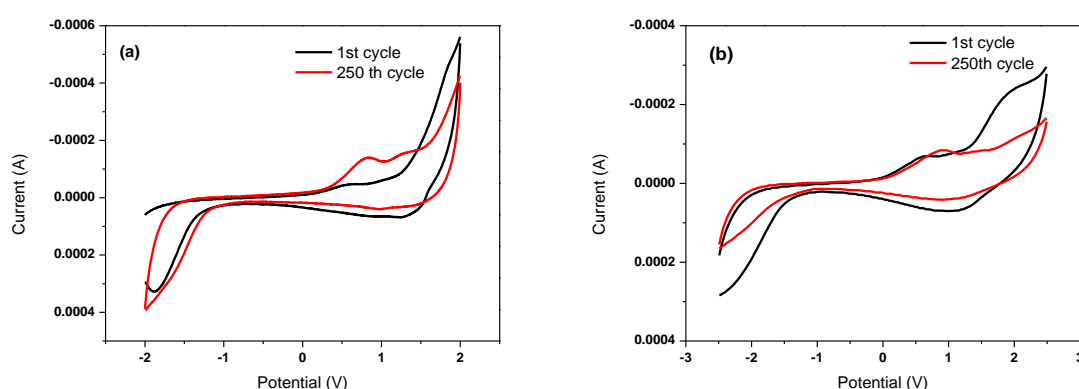 (a)
1st cycle
250 th cycle
-0.0006
-0.0004
-0.0002
0.0000
0.0002
0.0004
Current (A)
-2 -1 0 1 2
Potential (V)
(b)
1st cycle
250th cycle
-0.0004
-0.0002
0.0000
0.0002
0.0004
Current (A)
-3 -2 -1 0 1 2 3
Potential (V)